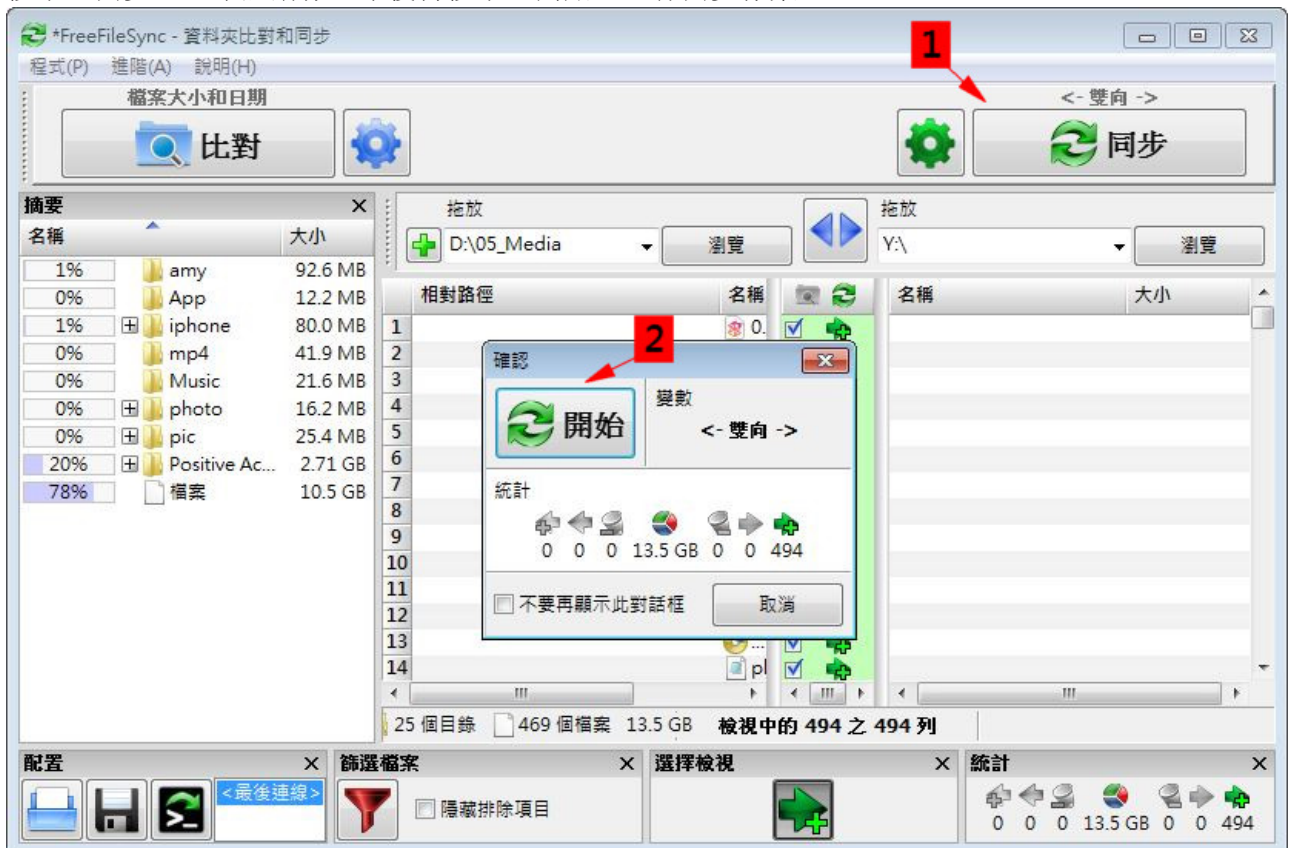 *FreeFileSync - 資料夾比對和同步
程式(P) 進階(A) 說明(H)
1
檔案大小和日期
<- 雙向 ->
比對
同步
摘要
名稱 大小
1% amy 92.6 MB
0% App 12.2 MB
1% iphone 80.0 MB
0% mp4 41.9 MB
0% Music 21.6 MB
0% photo 16.2 MB
0% pic 25.4 MB
20% Positive Ac... 2.71 GB
78% 檔案 10.5 GB
拖放
D:\05_Media 瀏覽
拖放
Y:\ 瀏覽
相對路徑 名稱
名稱 大小
1 0.
2
3
4
5
6
7
8
9
10
11
12
13 ...
14 pl
2
確認
開始
變數
<- 雙向 ->
統計
0 0 0 13.5 GB 0 0 494
不要再顯示此對話框 取消
25 個目錄 469 個檔案 13.5 GB 檢視中的 494 之 494 列
配置
<最後連線>
篩選檔案
隱藏排除項目
選擇檢視
統計
0 0 0 13.5 GB 0 0 494